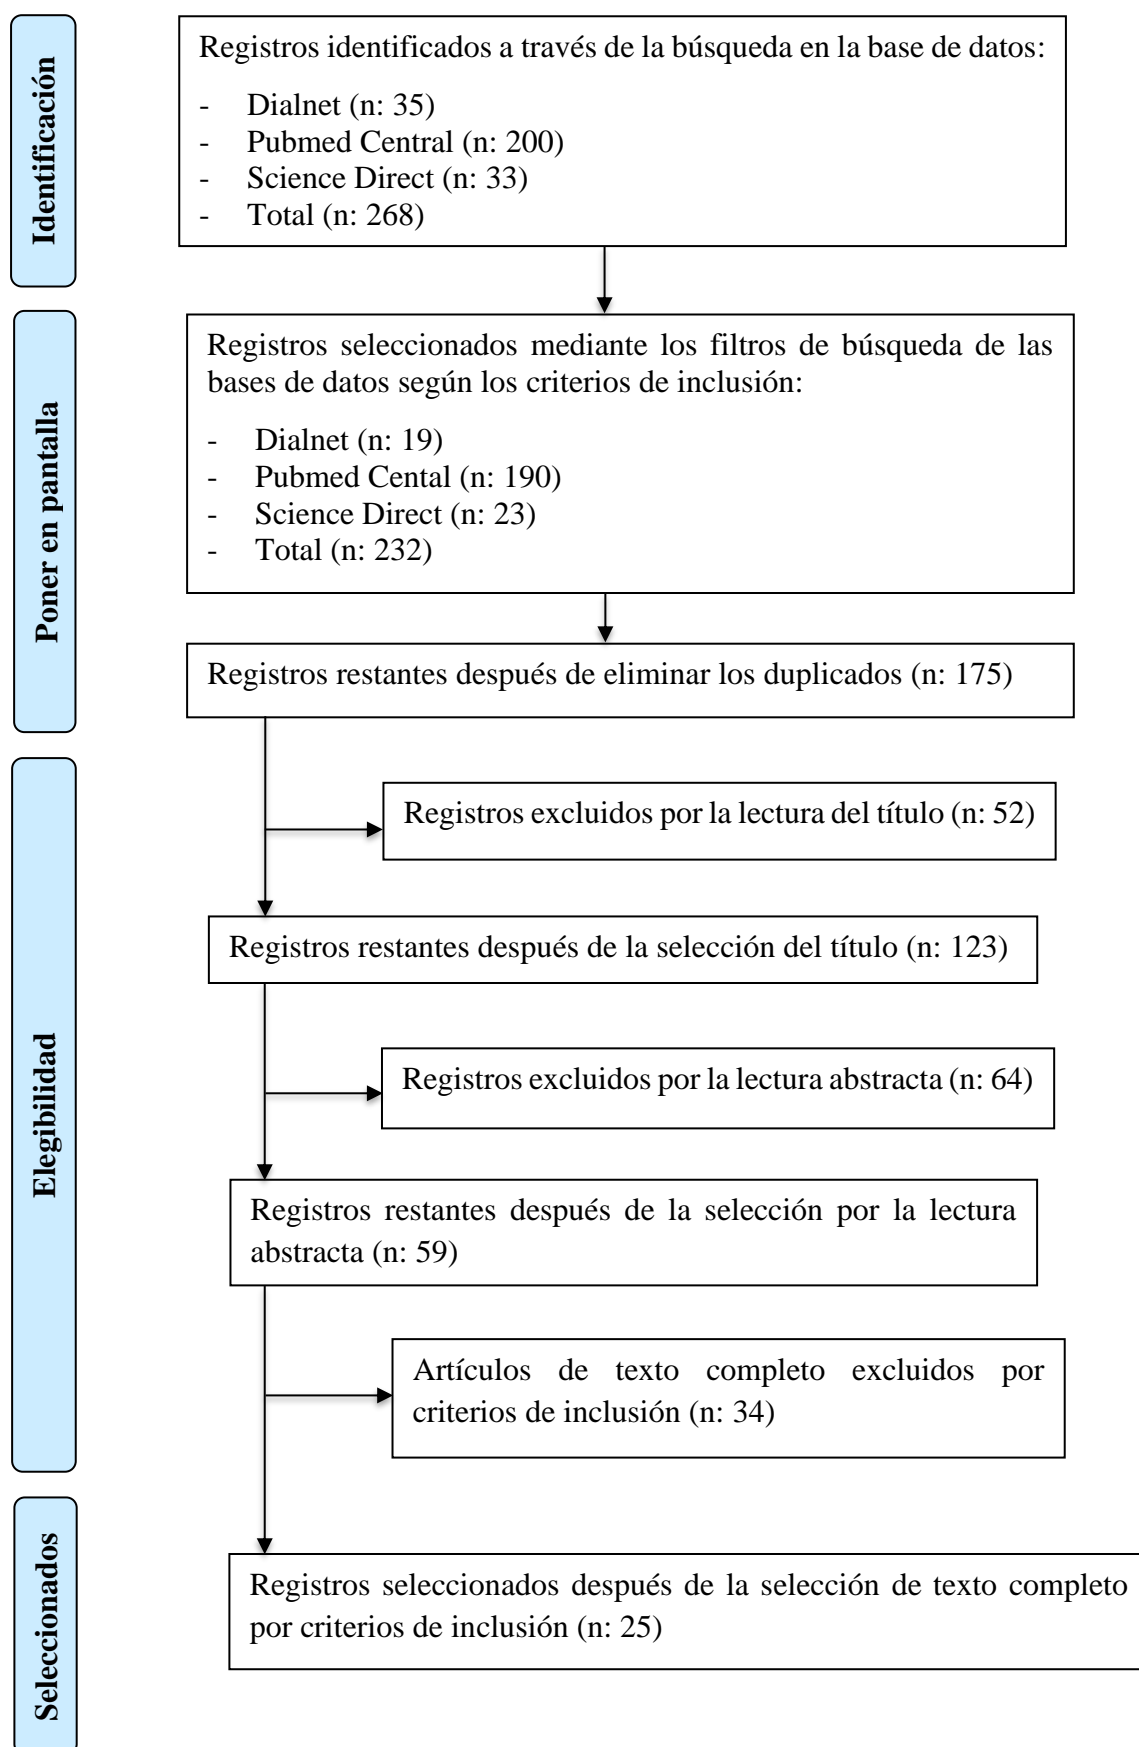 Identificación
Registros identificados a través de la búsqueda en la base de datos:
- Dialnet (n: 35)
- Pubmed Central (n: 200)
- Science Direct (n: 33)
- Total (n: 268)
Poner en pantalla
Registros seleccionados mediante los filtros de búsqueda de las
bases de datos según los criterios de inclusión:
- Dialnet (n: 19)
- Pubmed Cental (n: 190)
- Science Direct (n: 23)
- Total (n: 232)
Registros restantes después de eliminar los duplicados (n: 175)
Elegibilidad
Registros excluidos por la lectura del título (n: 52)
Registros restantes después de la selección del título (n: 123)
Registros excluidos por la lectura abstracta (n: 64)
Registros restantes después de la selección por la lectura
abstracta (n: 59)
Artículos de texto completo excluidos por
criterios de inclusión (n: 34)
Seleccionados
Registros seleccionados después de la selección de texto completo
por criterios de inclusión (n: 25)